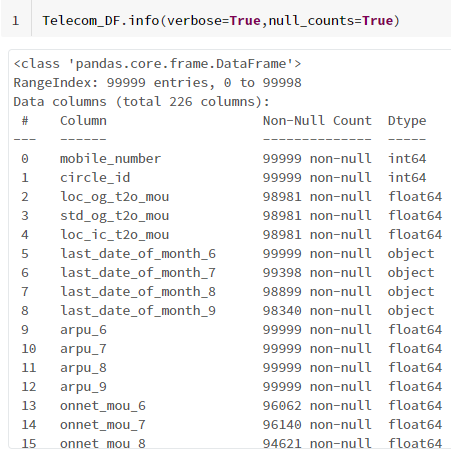 1 Telecom_DF.info(verbose=True,null_counts=True)
<class 'pandas.core.frame.DataFrame'>
RangeIndex: 99999 entries, 0 to 99998
Data columns (total 226 columns):
 #   Column                    Non-Null Count  Dtype
---  ------                    --------------  -----
 0   mobile_number             99999 non-null  int64
 1   circle_id                 99999 non-null  int64
 2   loc_og_t2o_mou            98981 non-null  float64
 3   std_og_t2o_mou            98981 non-null  float64
 4   loc_ic_t2o_mou            98981 non-null  float64
 5   last_date_of_month_6      99999 non-null  object
 6   last_date_of_month_7      99398 non-null  object
 7   last_date_of_month_8      98899 non-null  object
 8   last_date_of_month_9      98340 non-null  object
 9   arpu_6                    99999 non-null  float64
 10  arpu_7                    99999 non-null  float64
 11  arpu_8                    99999 non-null  float64
 12  arpu_9                    99999 non-null  float64
 13  onnet_mou_6               96062 non-null  float64
 14  onnet_mou_7               96140 non-null  float64
 15  onnet_mou_8               94621 non-null  float64